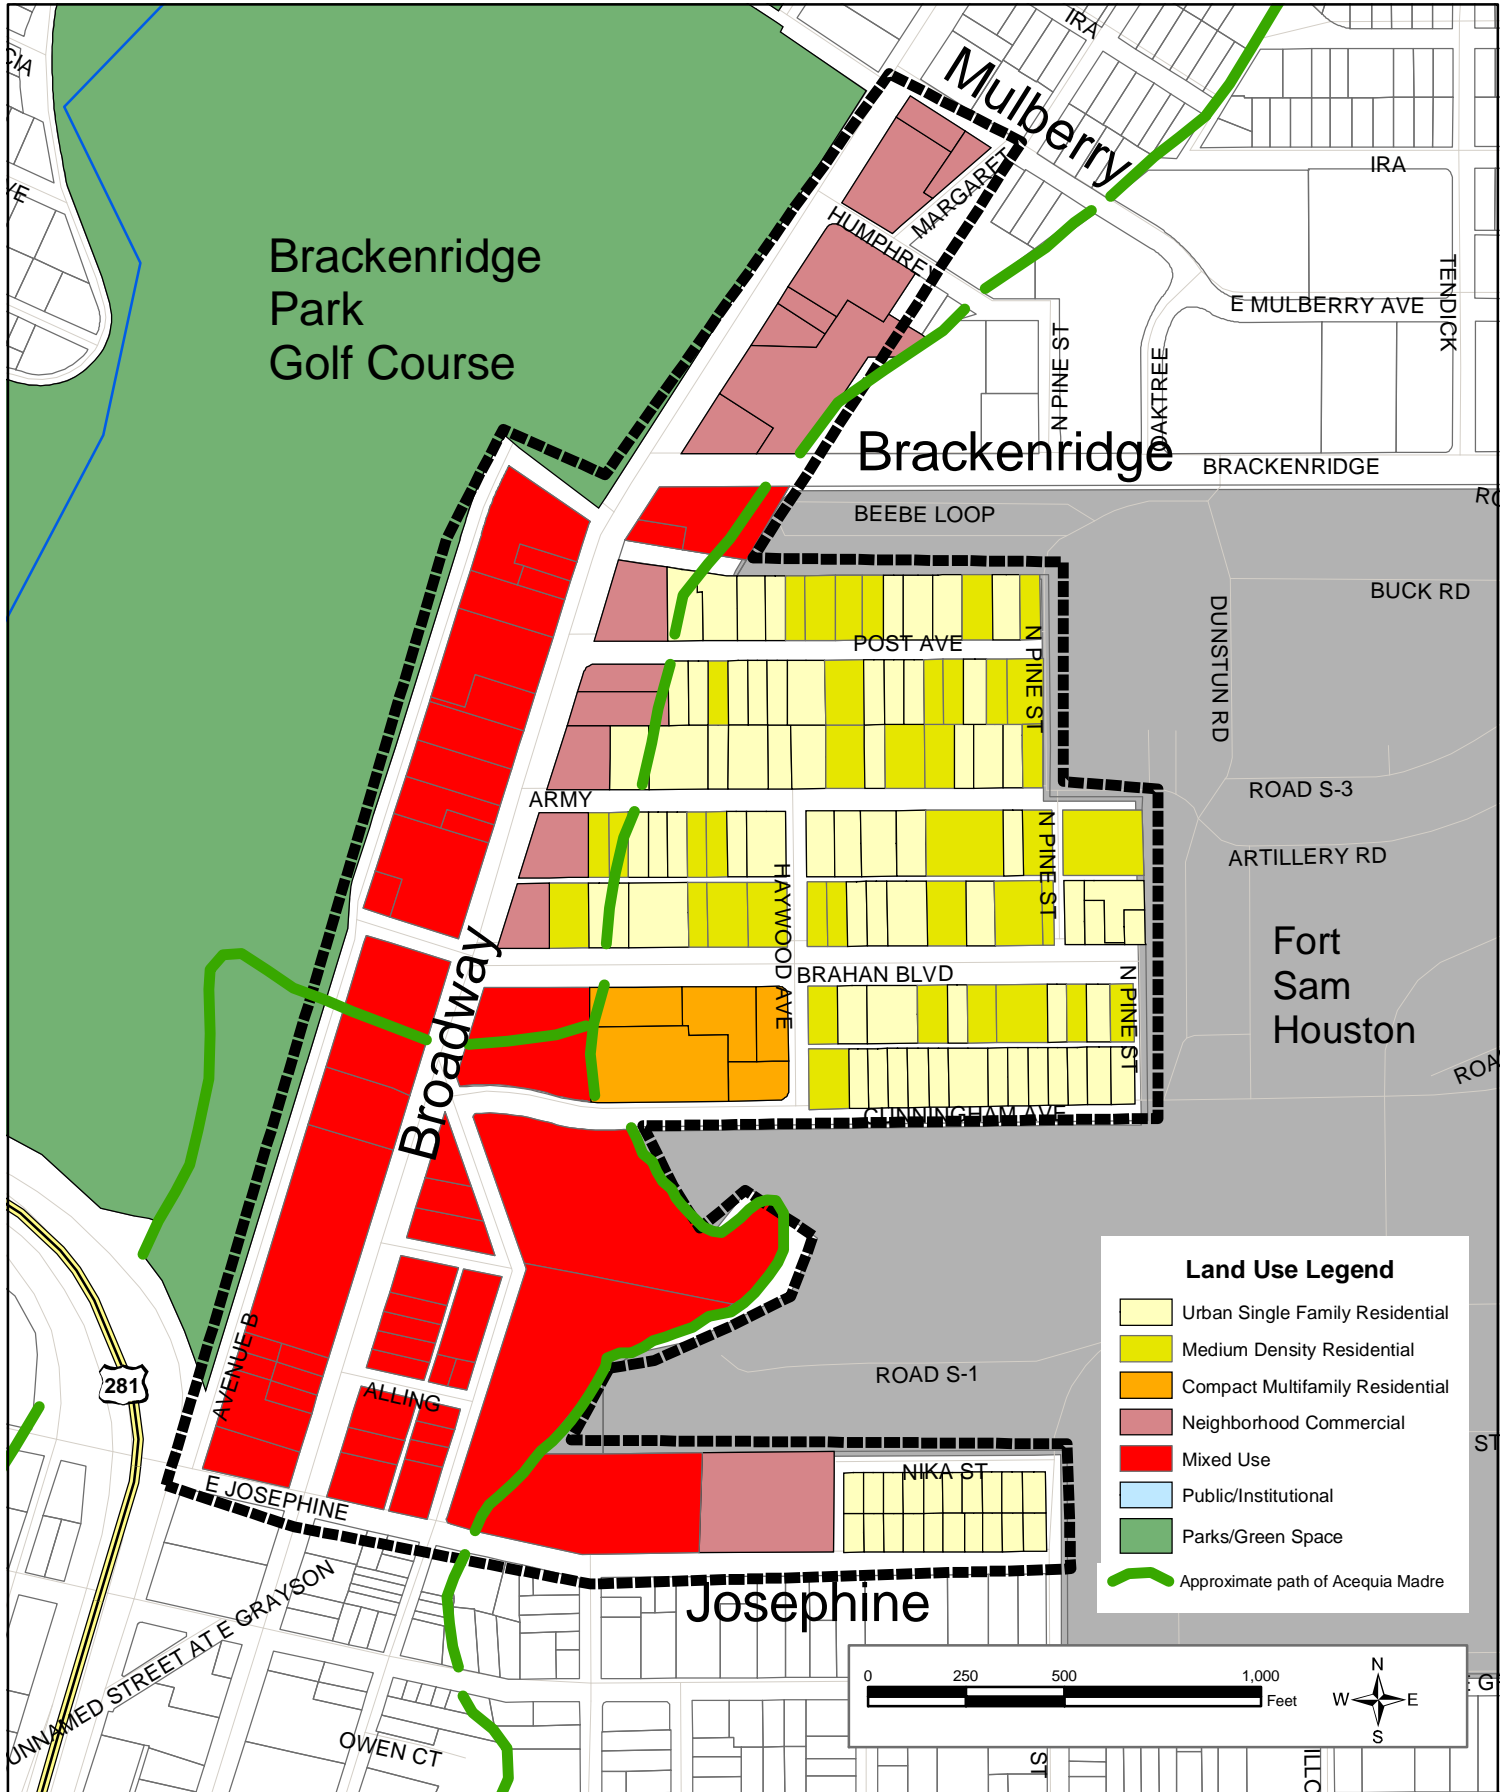 IRA
CIA
Mulberry
IRA
MARGARET
HUMPHREY
Brackenridge
Park
Golf Course
TENDICK
E MULBERRY AVE
N PINE ST
OAKTREE
Brackenridge
BRACKENRIDGE
BEEBE LOOP
BUCK RD
DUNSTUN RD
POST AVE
N PINE ST
ROAD S-3
ARMY
ARTILLERY RD
N PINE ST
HAYWOOD AVE
Fort
Sam
Houston
BRAHAN BLVD
N PINE ST
Broadway
CUNNINGHAM AVE
Land Use Legend
Urban Single Family Residential
Medium Density Residential
Compact Multifamily Residential
Neighborhood Commercial
Mixed Use
Public/Institutional
Parks/Green Space
Approximate path of Acequia Madre
281
AVENUE B
ALLING
ROAD S-1
NIKA ST
E JOSEPHINE
Josephine
UNNAMED STREET AT E GRAYSON
OWEN CT
ST
ST
0 250 500 1,000
Feet
N
W E
S